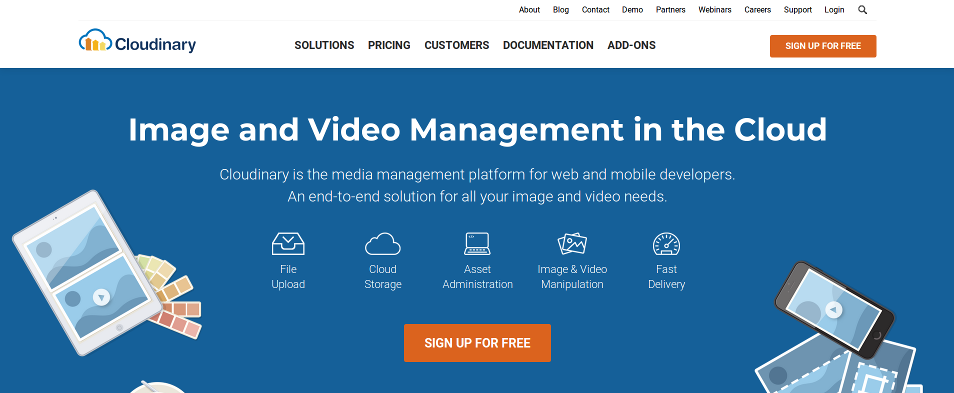 About Blog Contact Demo Partners Webinars Careers Support Login
Cloudinary
SOLUTIONS PRICING CUSTOMERS DOCUMENTATION ADD-ONS
SIGN UP FOR FREE
Image and Video Management in the Cloud
Cloudinary is the media management platform for web and mobile developers.
An end-to-end solution for all your image and video needs.
File Upload
Cloud Storage
Asset Administration
Image & Video Manipulation
Fast Delivery
SIGN UP FOR FREE